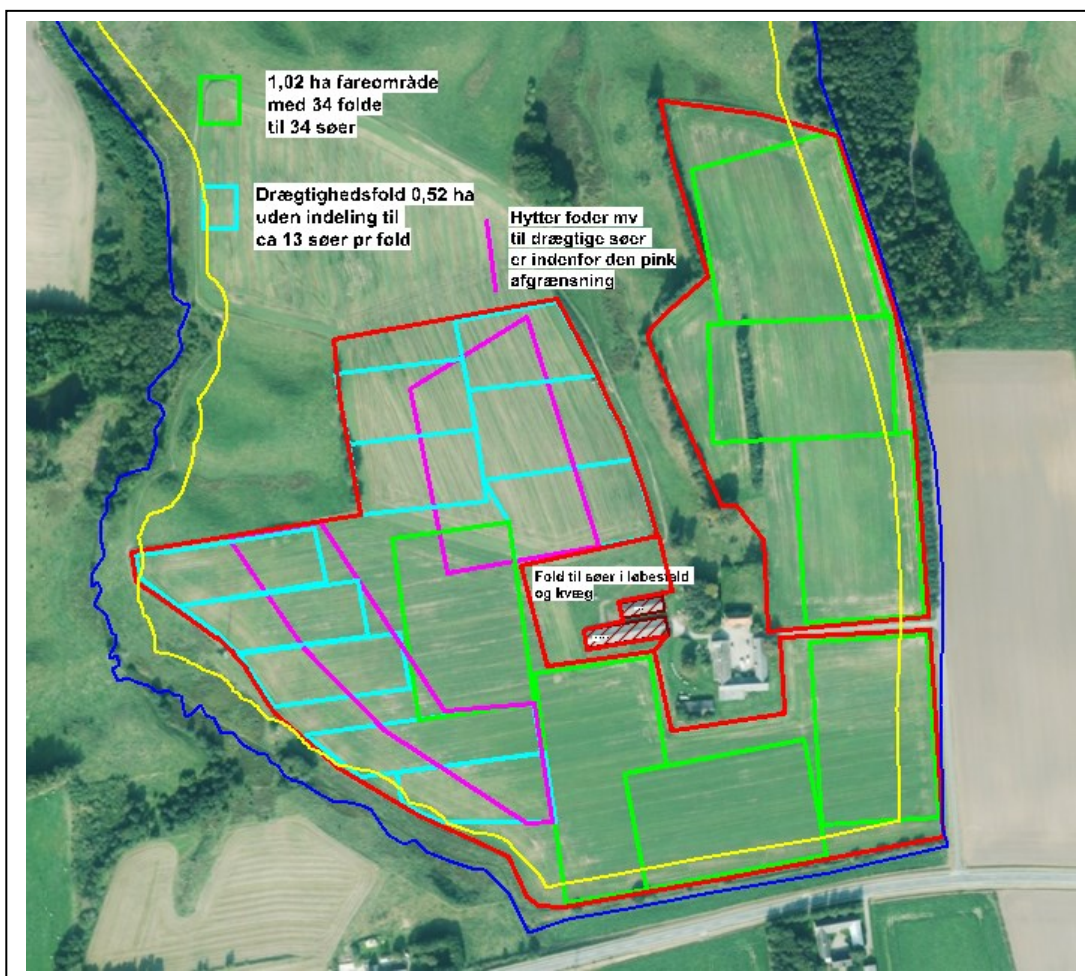 1,02 ha fareområde
med 34 folde
til 34 søer
Drægtighedsfold 0,52 ha
uden indeling til
ca 13 søer pr fold
Hytter foder mv
til drægtige søer
er indenfor den pink
afgrænsning
Fold til søer i løbestald
og kvæg